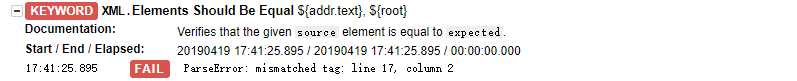 KEYWORD XML. Elements Should Be Equal ${addr.text}, ${root}
Documentation: Verifies that the given source element is equal to expected.
Start / End / Elapsed: 20190419 17:41:25.895 / 20190419 17:41:25.895 / 00:00:00.000
17:41:25.895 FAIL ParseError: mismatched tag: line 17, column 2